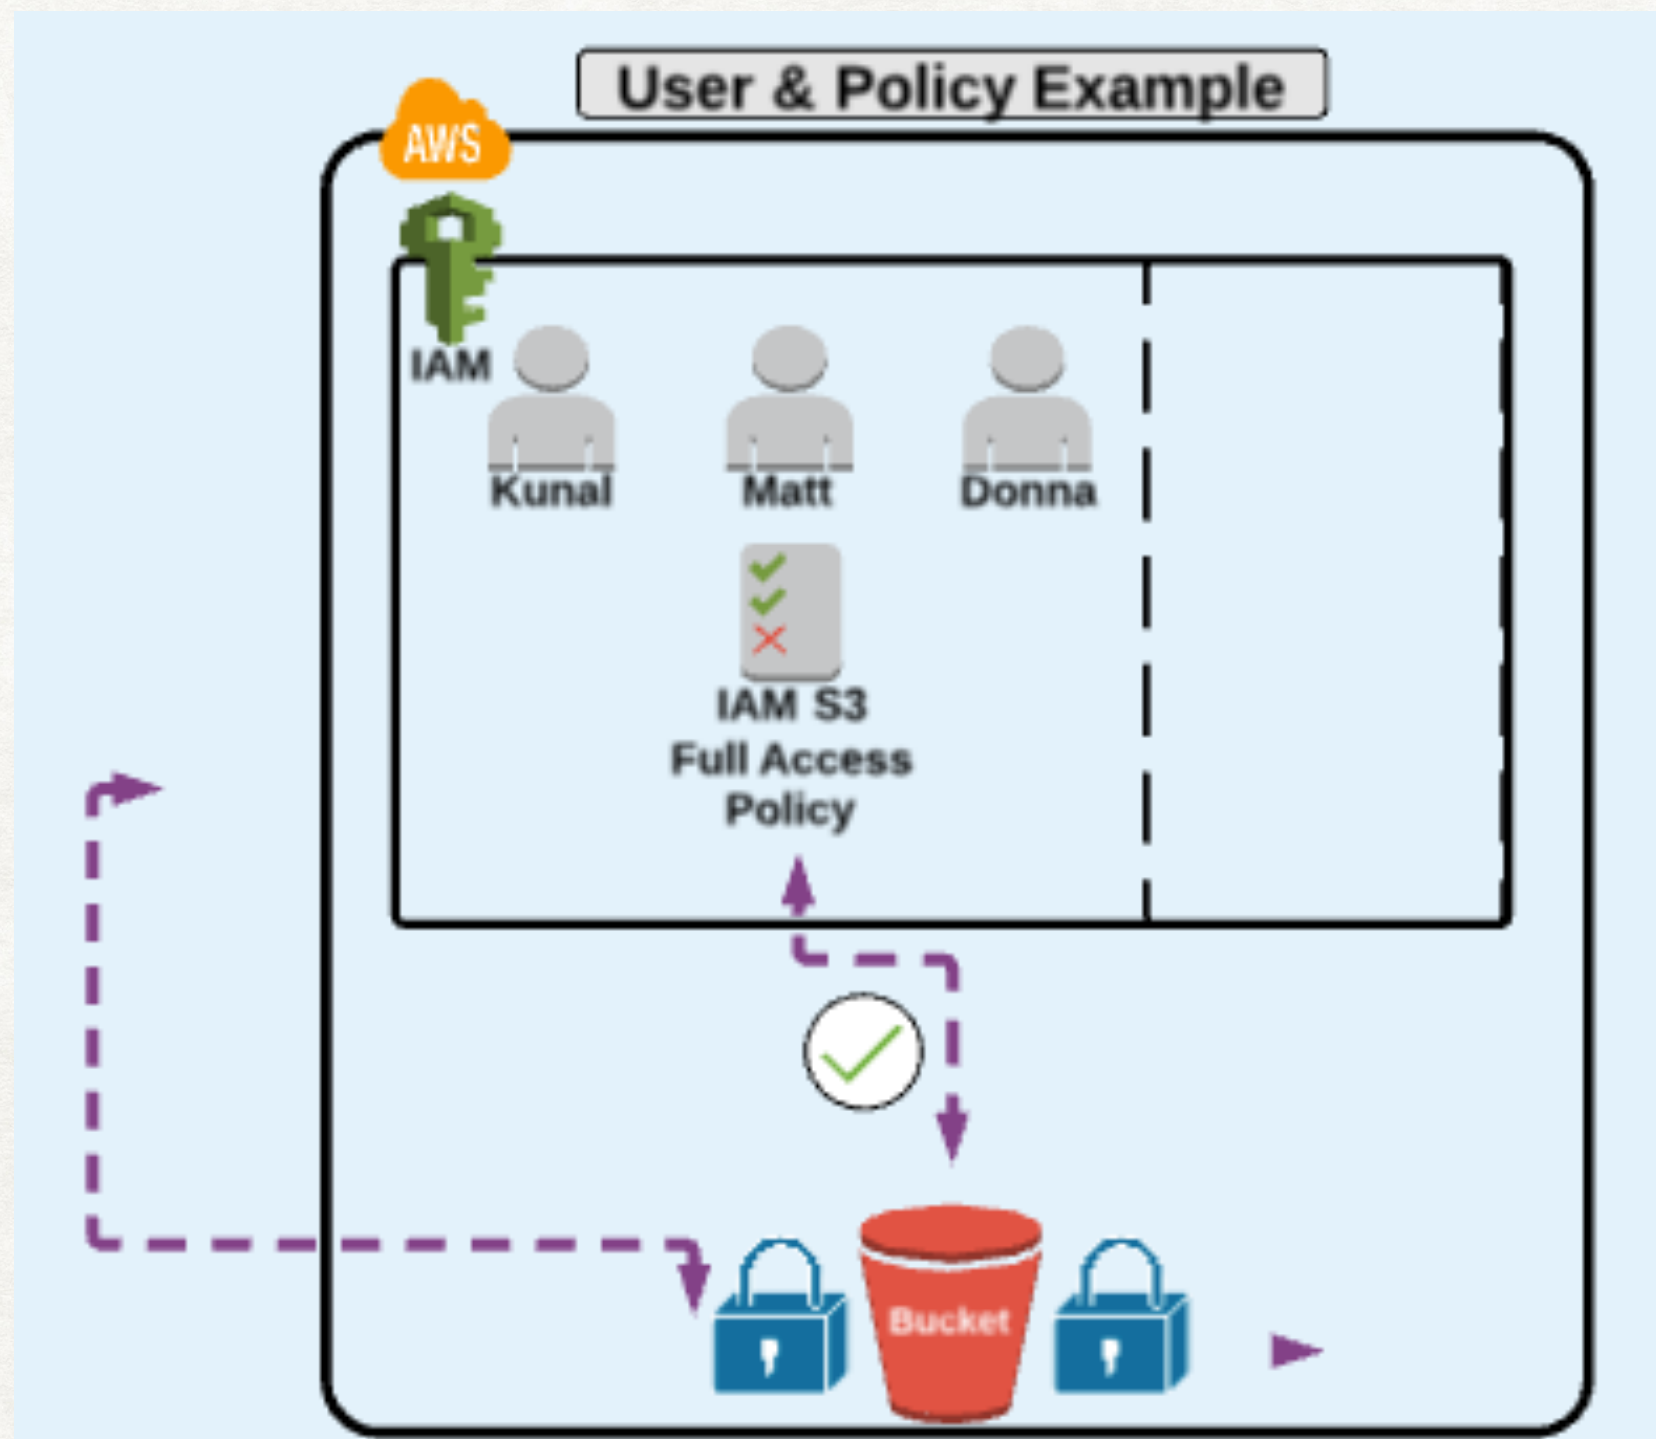 User & Policy Example
AWS
IAM
Kunal
Matt
Donna
IAM S3
Full Access
Policy
Bucket